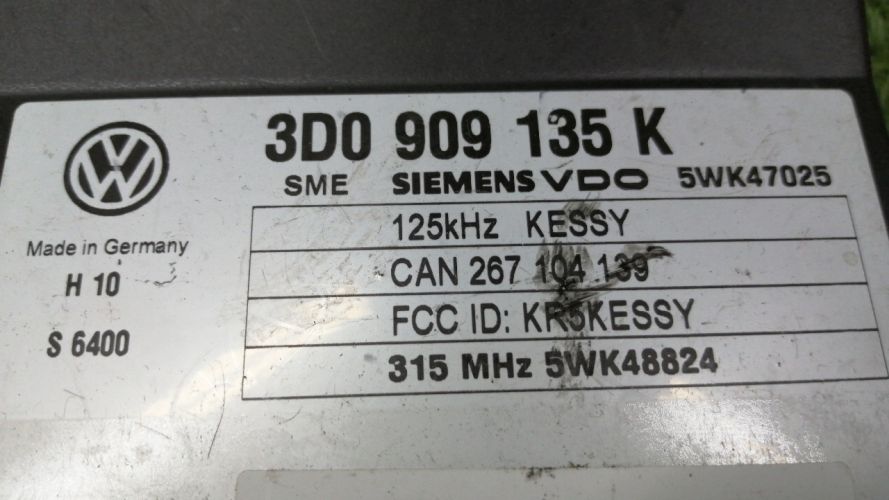 3D0 909 135 K
SME SIEMENS VDO 5WK47025
125kHz KESSY
Made in Germany
CAN 267 104 139
H 10
FCC ID: KR5KESSY
S 6400
315 MHz 5WK48824